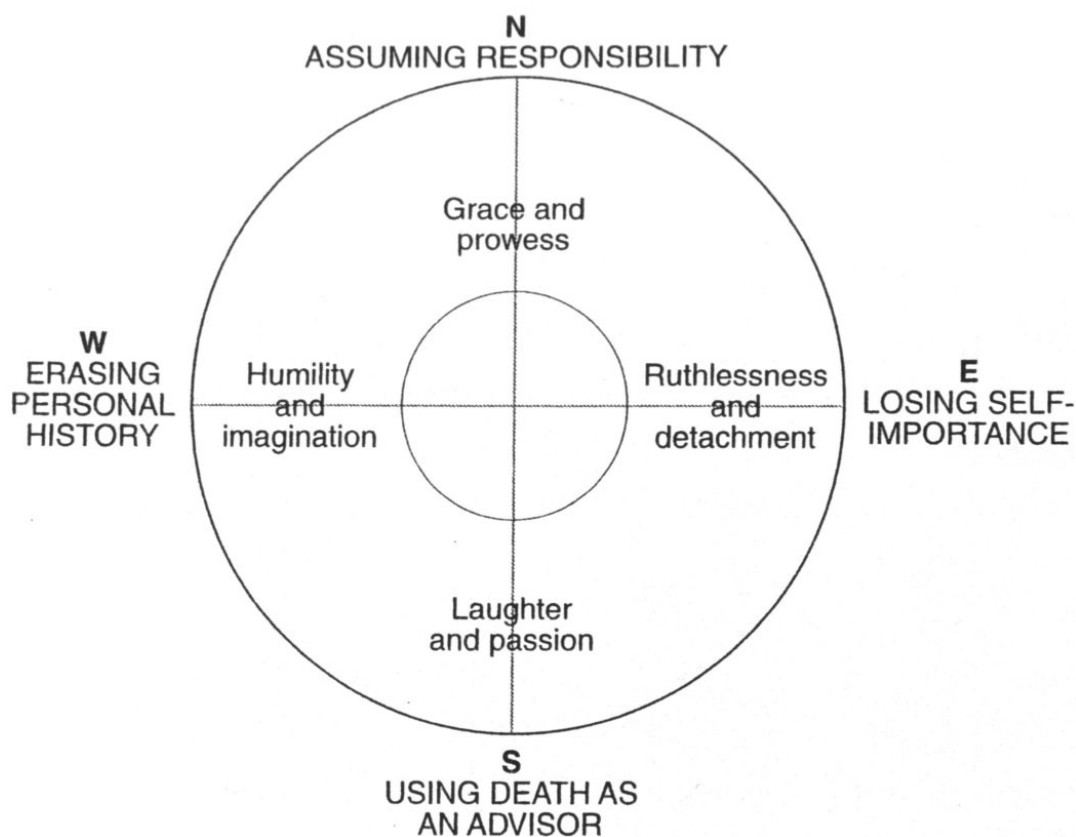 N
ASSUMING RESPONSIBILITY
Grace and
prowess
W
ERASING
PERSONAL
HISTORY
Humility
and
imagination
Ruthlessness
and
detachment
E
LOSING SELF-
IMPORTANCE
Laughter
and passion
S
USING DEATH AS
AN ADVISOR